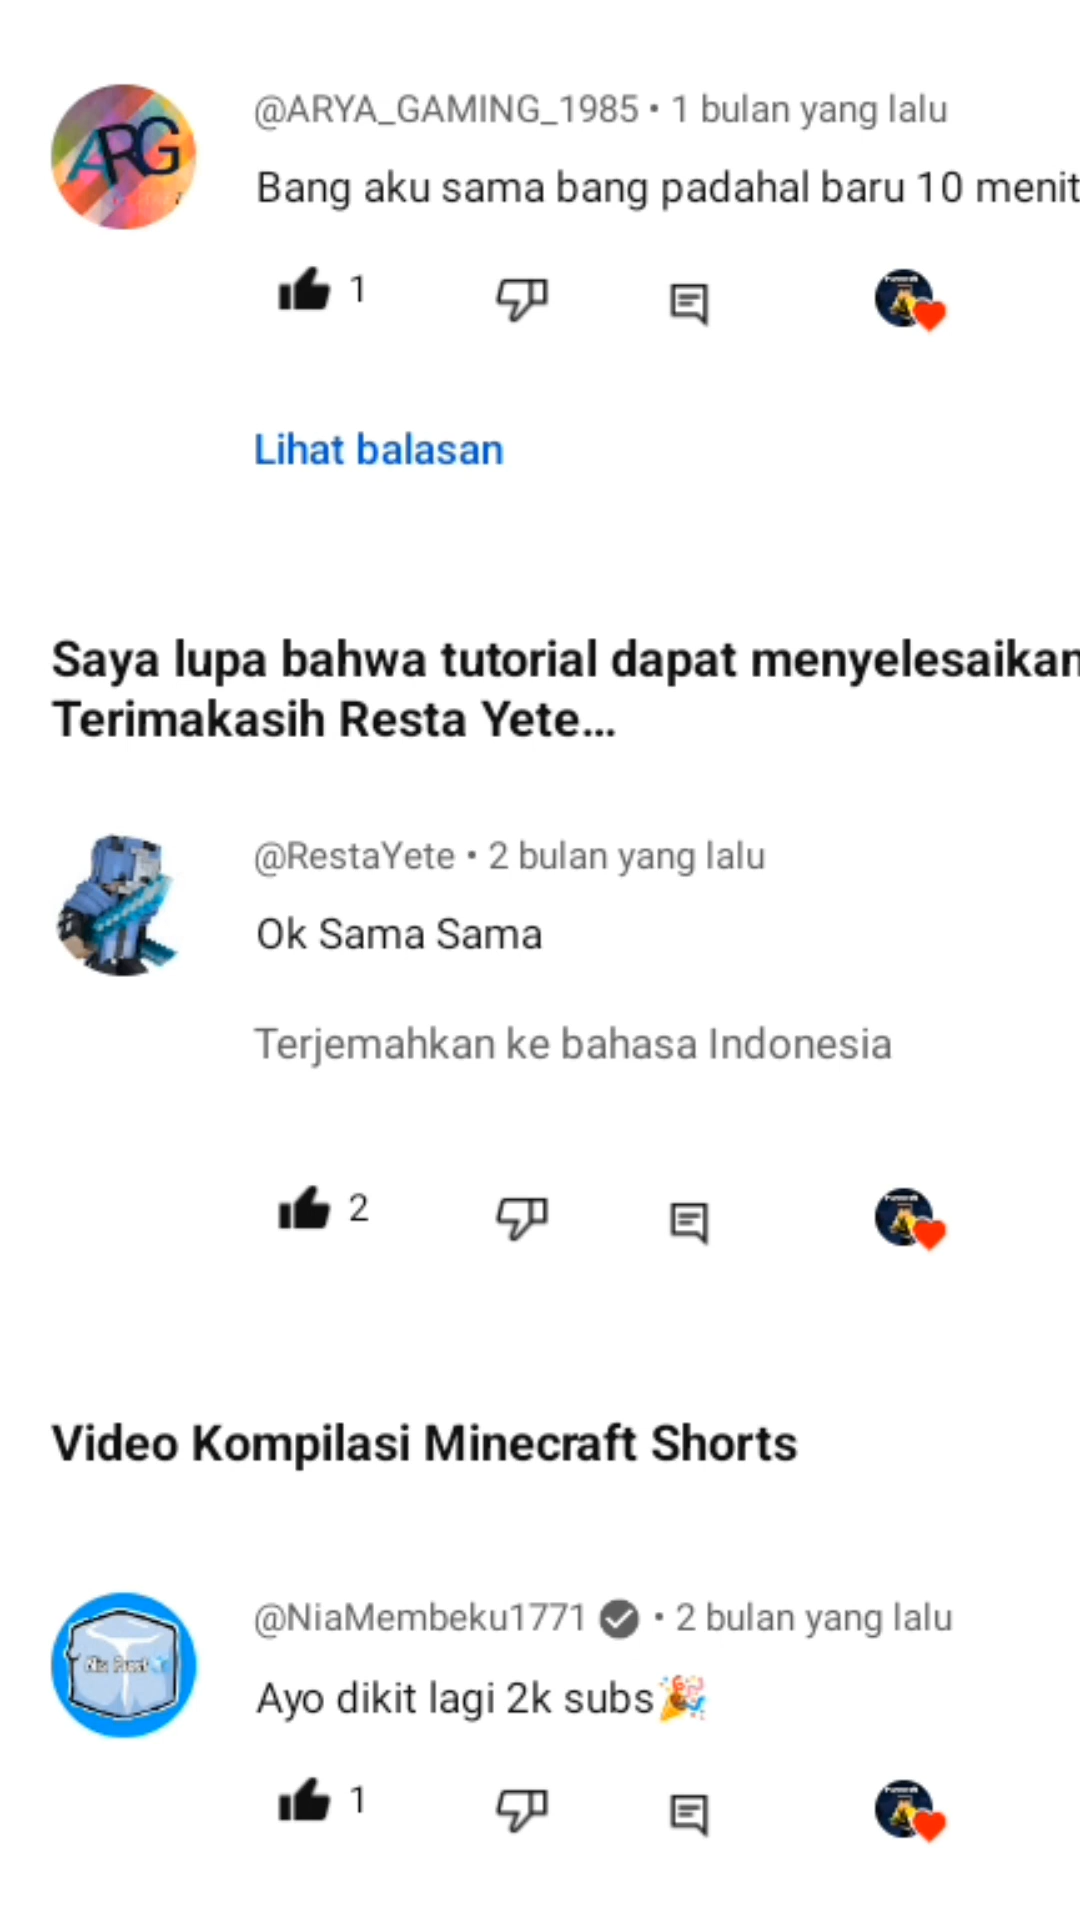 ARG
@ARYA_GAMING_1985 • 1 bulan yang lalu
Bang aku sama bang padahal baru 10 menit
1
Lihat balasan
Saya lupa bahwa tutorial dapat menyelesaikan
Terimakasih Resta Yete...
@RestaYete • 2 bulan yang lalu
Ok Sama Sama
Terjemahkan ke bahasa Indonesia
2
Video Kompilasi Minecraft Shorts
@NiaMembeku1771 • 2 bulan yang lalu
Ayo dikit lagi 2k subs🎉
1